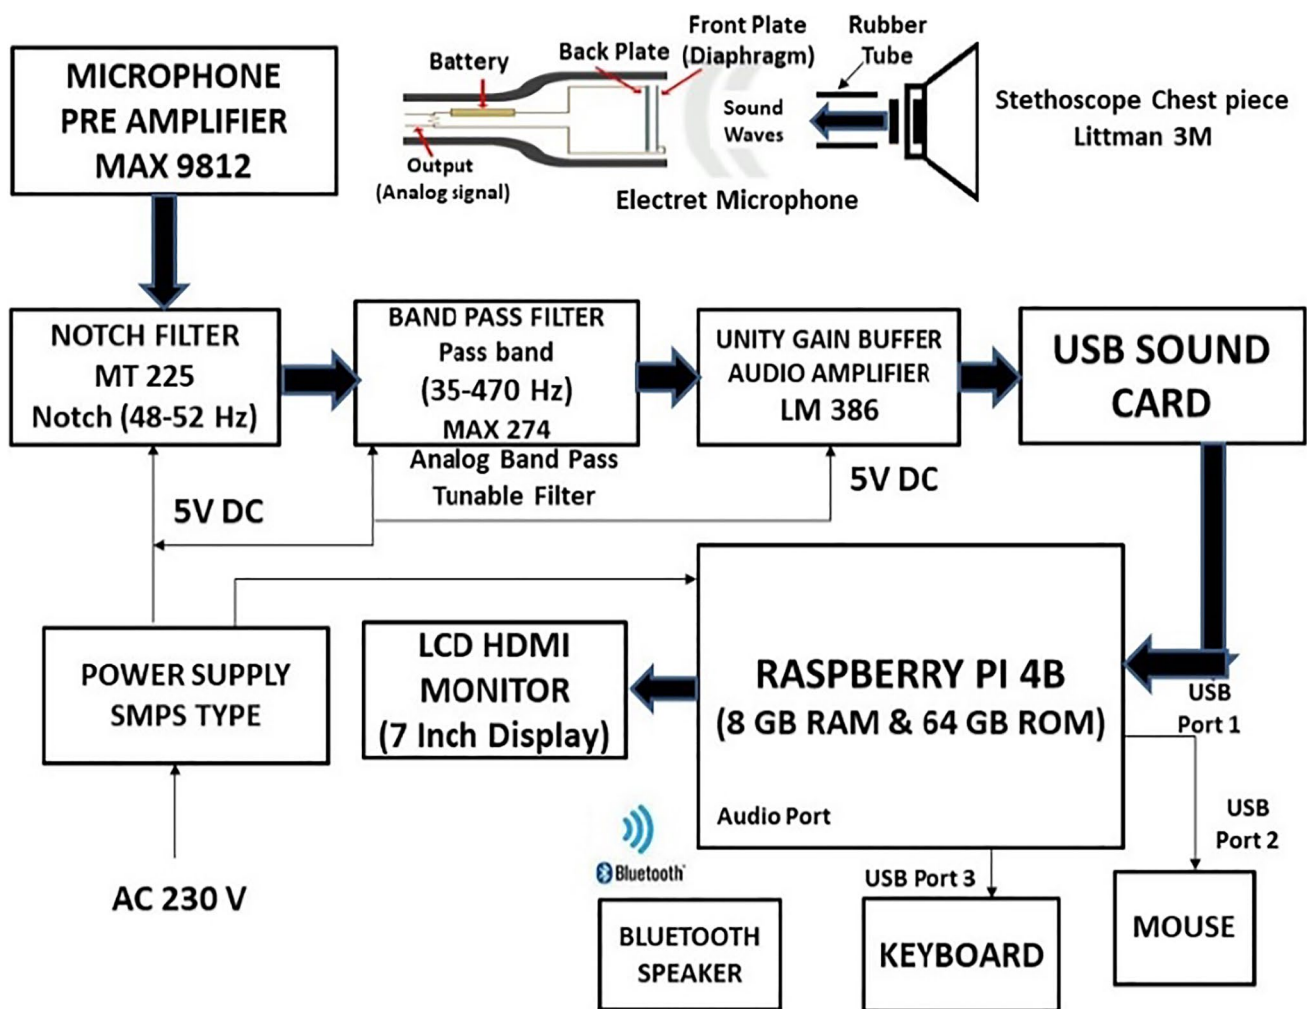 MICROPHONE
PRE AMPLIFIER
MAX 9812
Battery
Back Plate
Front Plate
(Diaphragm)
Rubber
Tube
Sound
Waves
Output
(Analog signal)
Electret Microphone
Stethoscope Chest piece
Littman 3M
NOTCH FILTER
MT 225
Notch (48-52 Hz)
BAND PASS FILTER
Pass band
(35-470 Hz)
MAX 274
Analog Band Pass
Tunable Filter
UNITY GAIN BUFFER
AUDIO AMPLIFIER
LM 386
USB SOUND
CARD
5V DC
5V DC
POWER SUPPLY
SMPS TYPE
AC 230 V
LCD HDMI
MONITOR
(7 Inch Display)
RASPBERRY PI 4B
(8 GB RAM & 64 GB ROM)
Audio Port
USB
Port 1
USB
Port 2
USB Port 3
Bluetooth
BLUETOOTH
SPEAKER
KEYBOARD
MOUSE